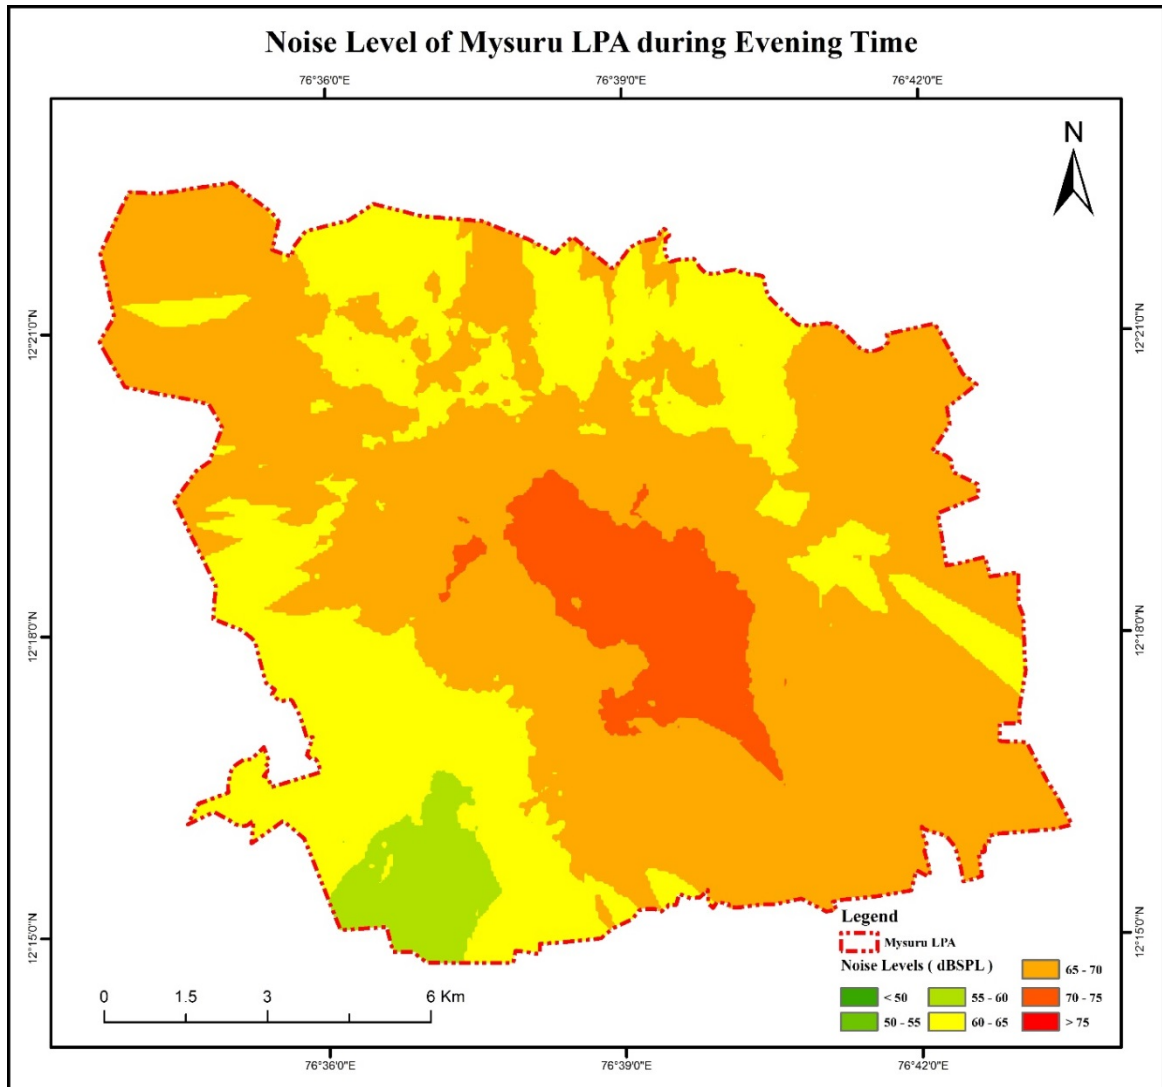 Noise Level of Mysuru LPA during Evening Time
76°36'0"E 76°39'0"E 76°42'0"E
N
12°21'0"N 12°21'0"N
12°18'0"N 12°18'0"N
12°15'0"N 12°15'0"N
Legend
Mysuru LPA
Noise Levels ( dBSPL )
< 50 55 - 60 65 - 70
50 - 55 60 - 65 70 - 75
> 75
0 1.5 3 6 Km
76°36'0"E 76°39'0"E 76°42'0"E